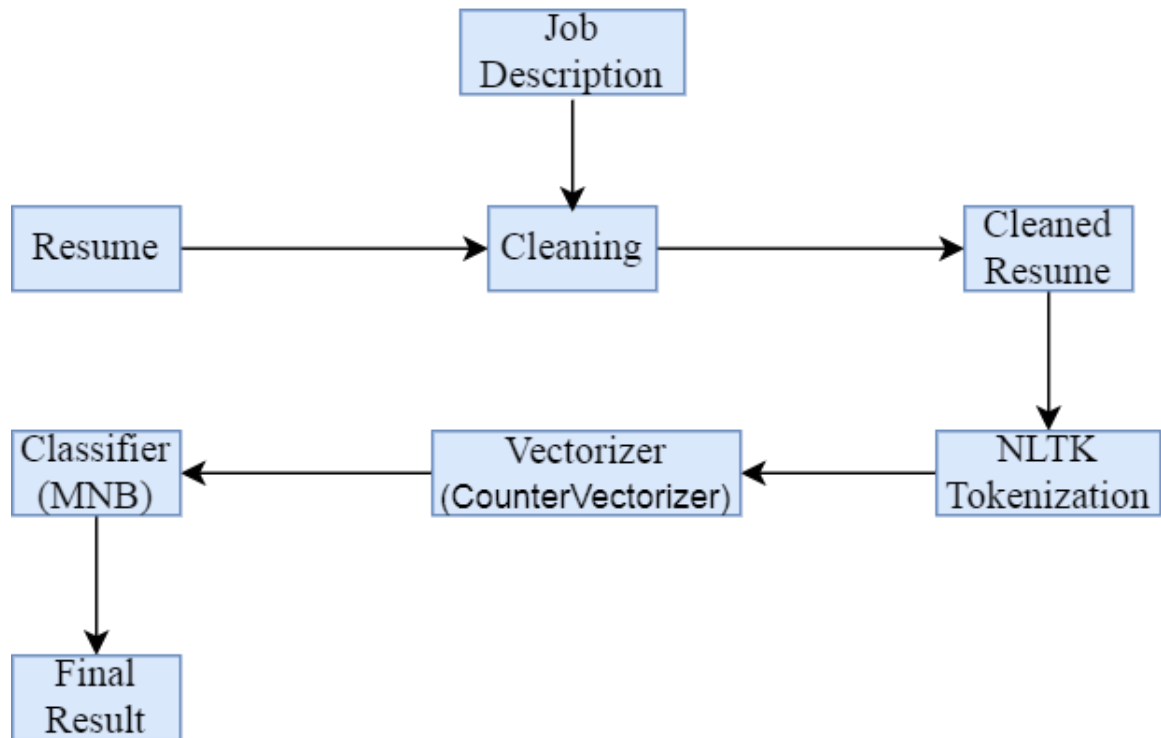 Job
Description
Resume
Cleaning
Cleaned
Resume
Classifier
(MNB)
Vectorizer
(CounterVectorizer)
NLTK
Tokenization
Final
Result